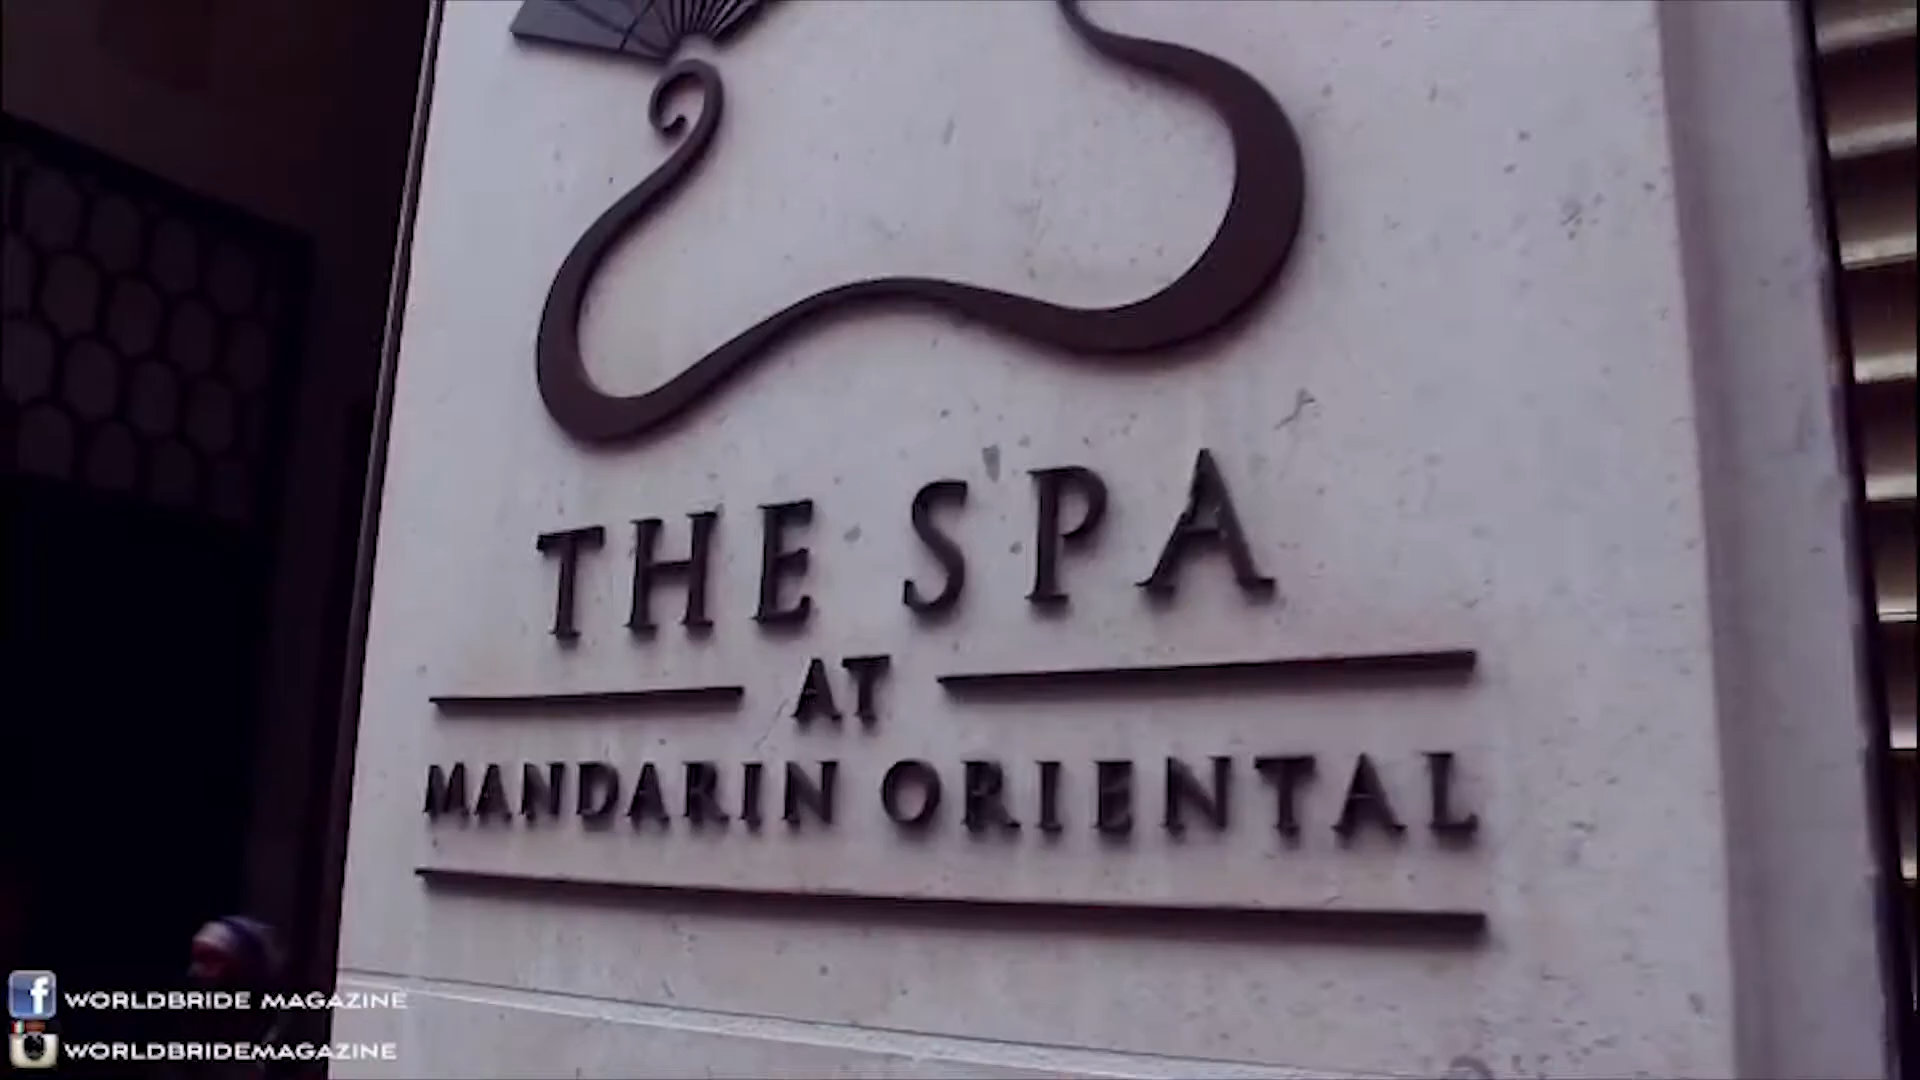 THE SPA
AT
MANDARIN ORIENTAL
WORLDBRIDE MAGAZINE
WORLDBRIDEMAGAZINE